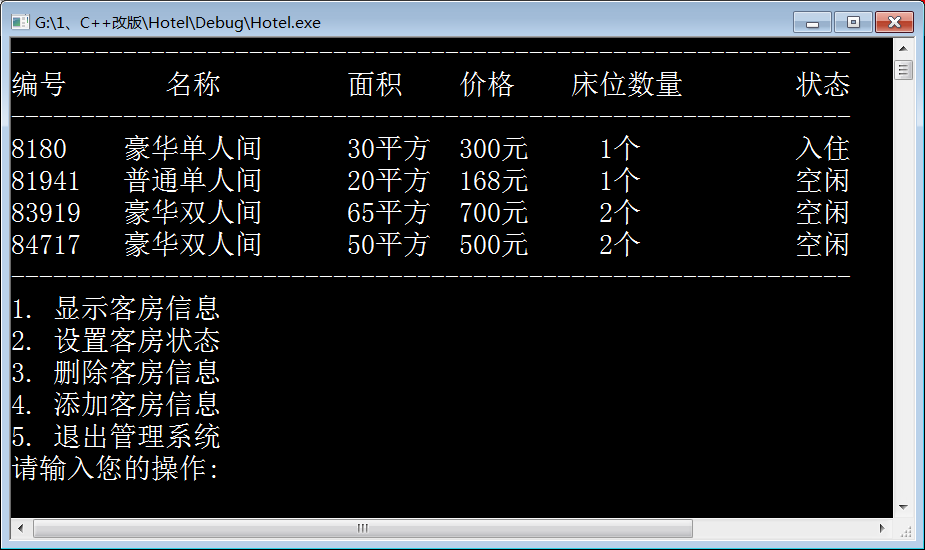 G:\1、C++改版\Hotel\Debug\Hotel.exe
编号 名称 面积 价格 床位数量 状态
8180 豪华单人间 30平方 300元 1个 入住
81941 普通单人间 20平方 168元 1个 空闲
83919 豪华双人间 65平方 700元 2个 空闲
84717 豪华双人间 50平方 500元 2个 空闲
1. 显示客房信息
2. 设置客房状态
3. 删除客房信息
4. 添加客房信息
5. 退出管理系统
请输入您的操作: